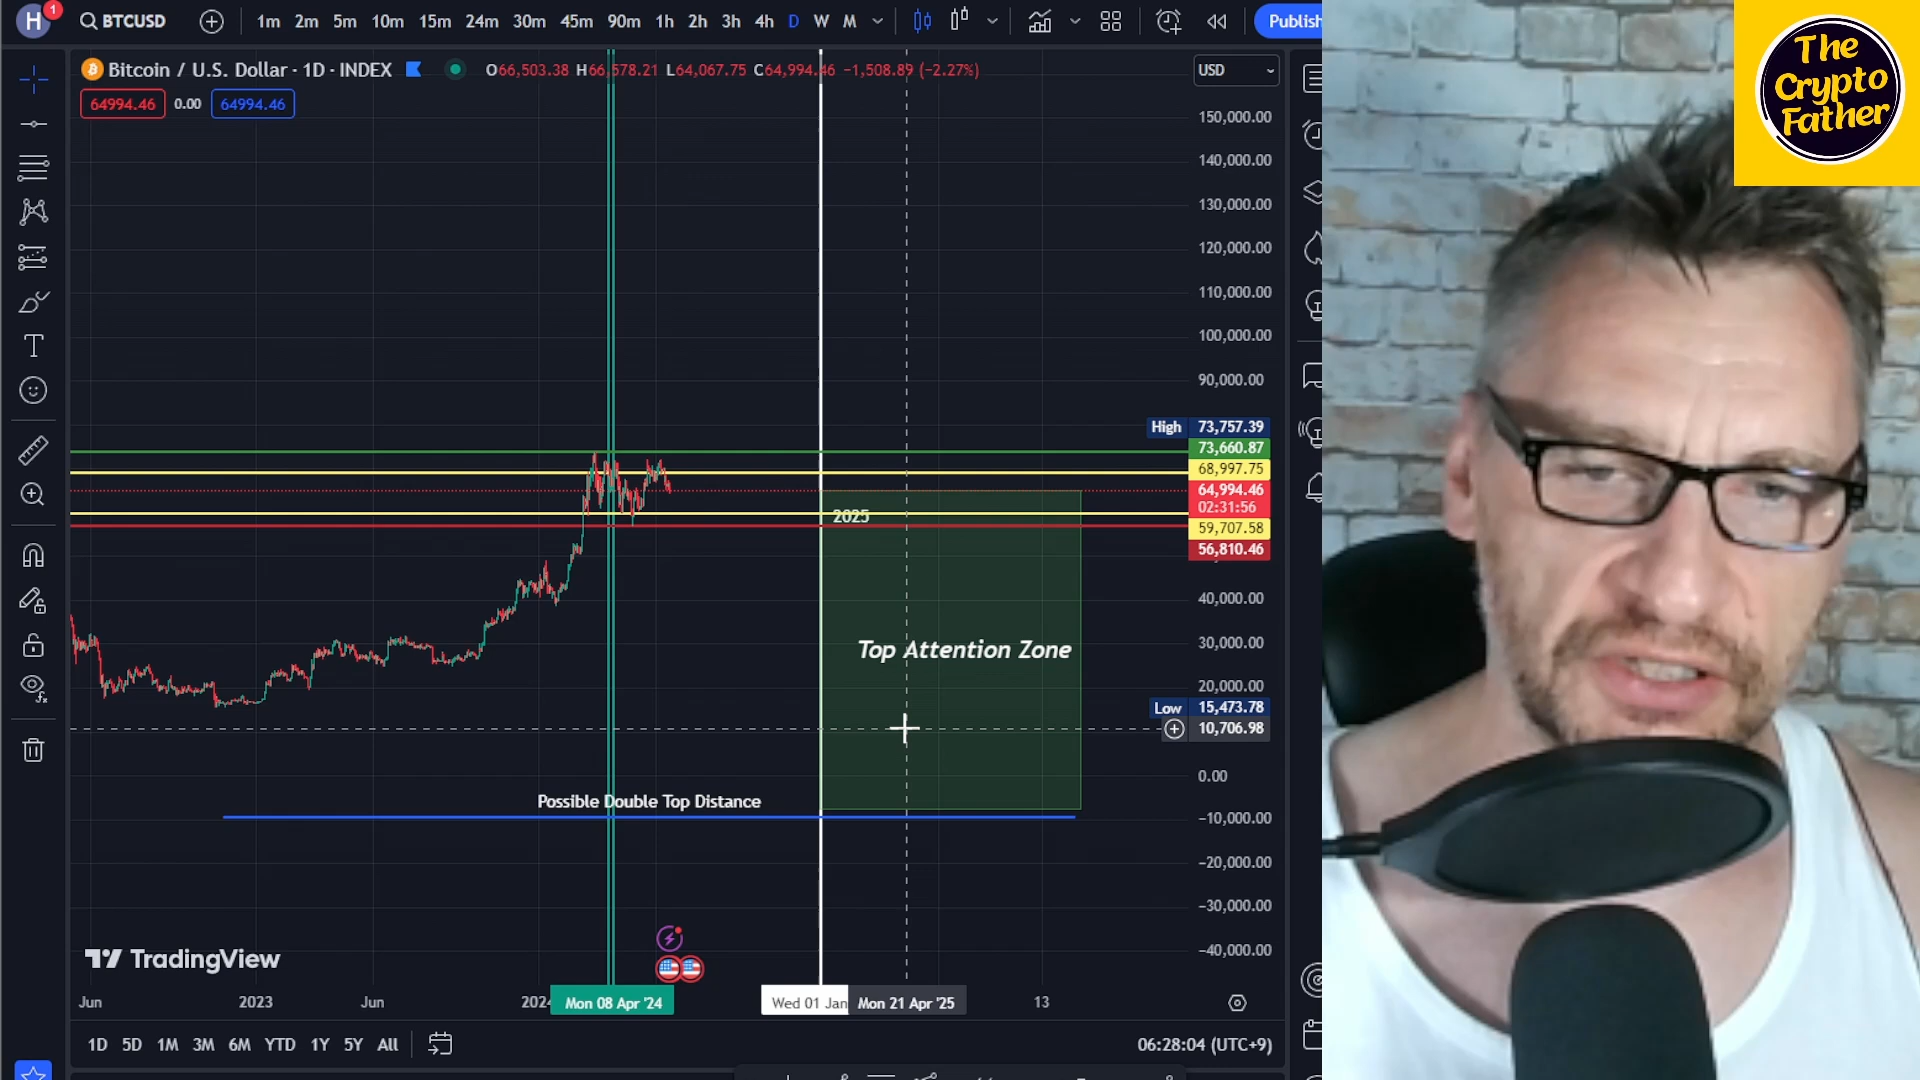 H 1 BTCUSD 1m 2m 5m 10m 15m 24m 30m 45m 90m 1h 2h 3h 4h D W M Publish
The
Crypto
Father
Bitcoin / U.S. Dollar · 1D · INDEX O66,503.38 H66,578.21 L64,067.75 C64,994.46 −1,508.89 (−2.27%) USD
64994.46 0.00 64994.46
150,000.00
140,000.00
130,000.00
120,000.00
110,000.00
100,000.00
90,000.00
High 73,757.39
73,660.87
68,997.75
64,994.46
02:31:56
2025
59,707.58
56,810.46
40,000.00
30,000.00
Top Attention Zone
20,000.00
Low 15,473.78
10,706.98
0.00
Possible Double Top Distance
−10,000.00
−20,000.00
−30,000.00
−40,000.00
TradingView
Jun 2023 Jun 2024 Mon 08 Apr '24 Wed 01 Jan Mon 21 Apr '25 13
1D 5D 1M 3M 6M YTD 1Y 5Y All 06:28:04 (UTC+9)